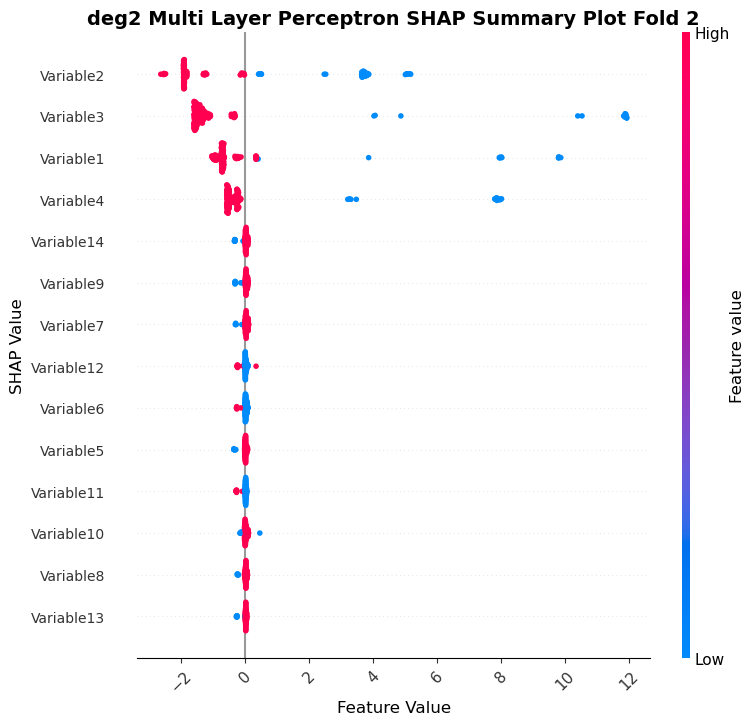 deg2 Multi Layer Perceptron SHAP Summary Plot Fold 2
High
Variable2
Variable3
Variable1
Variable4
Variable14
Variable9
Variable7
Variable12
Variable6
Variable5
Variable11
Variable10
Variable8
Variable13
SHAP Value
Feature value
Low
−2 0 2 4 6 8 10 12
Feature Value